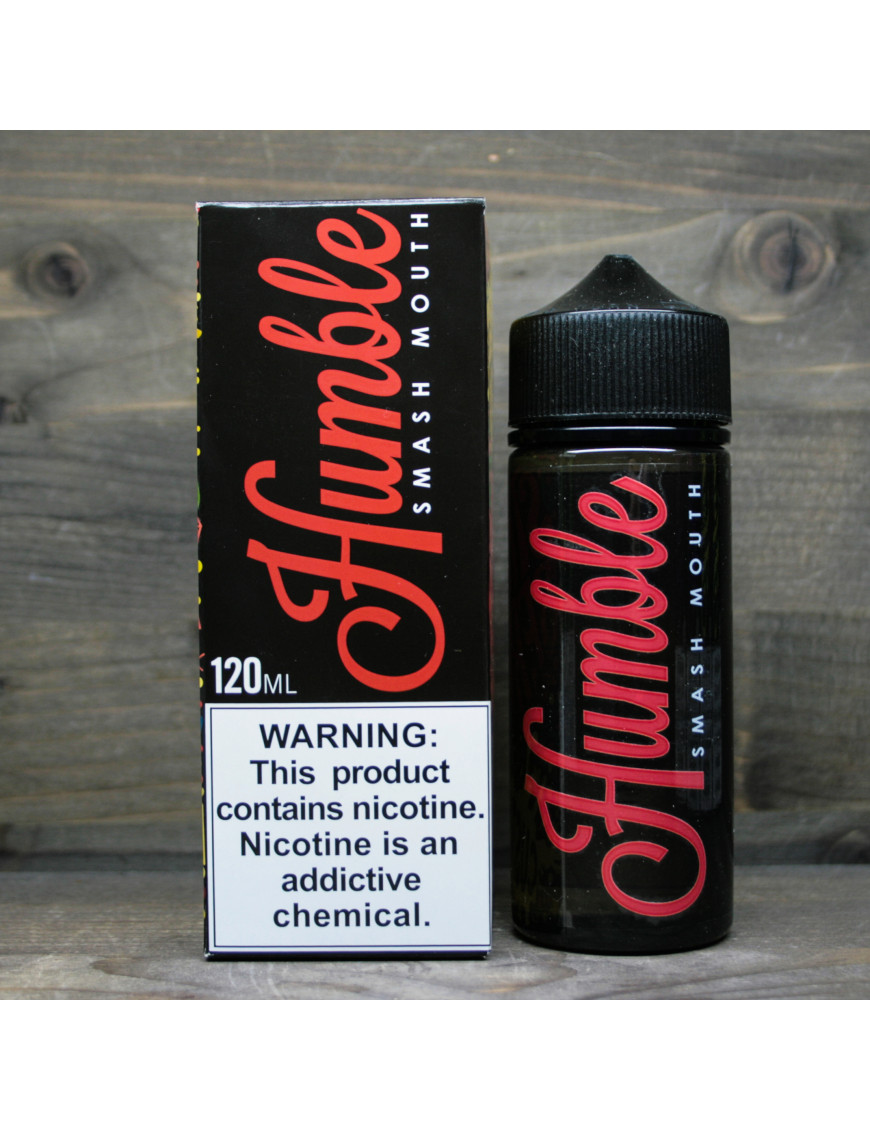 Humble
SMASH MOUTH
120ML
WARNING:
This product
contains nicotine.
Nicotine is an
addictive
chemical.
Humble
SMASH MOUTH